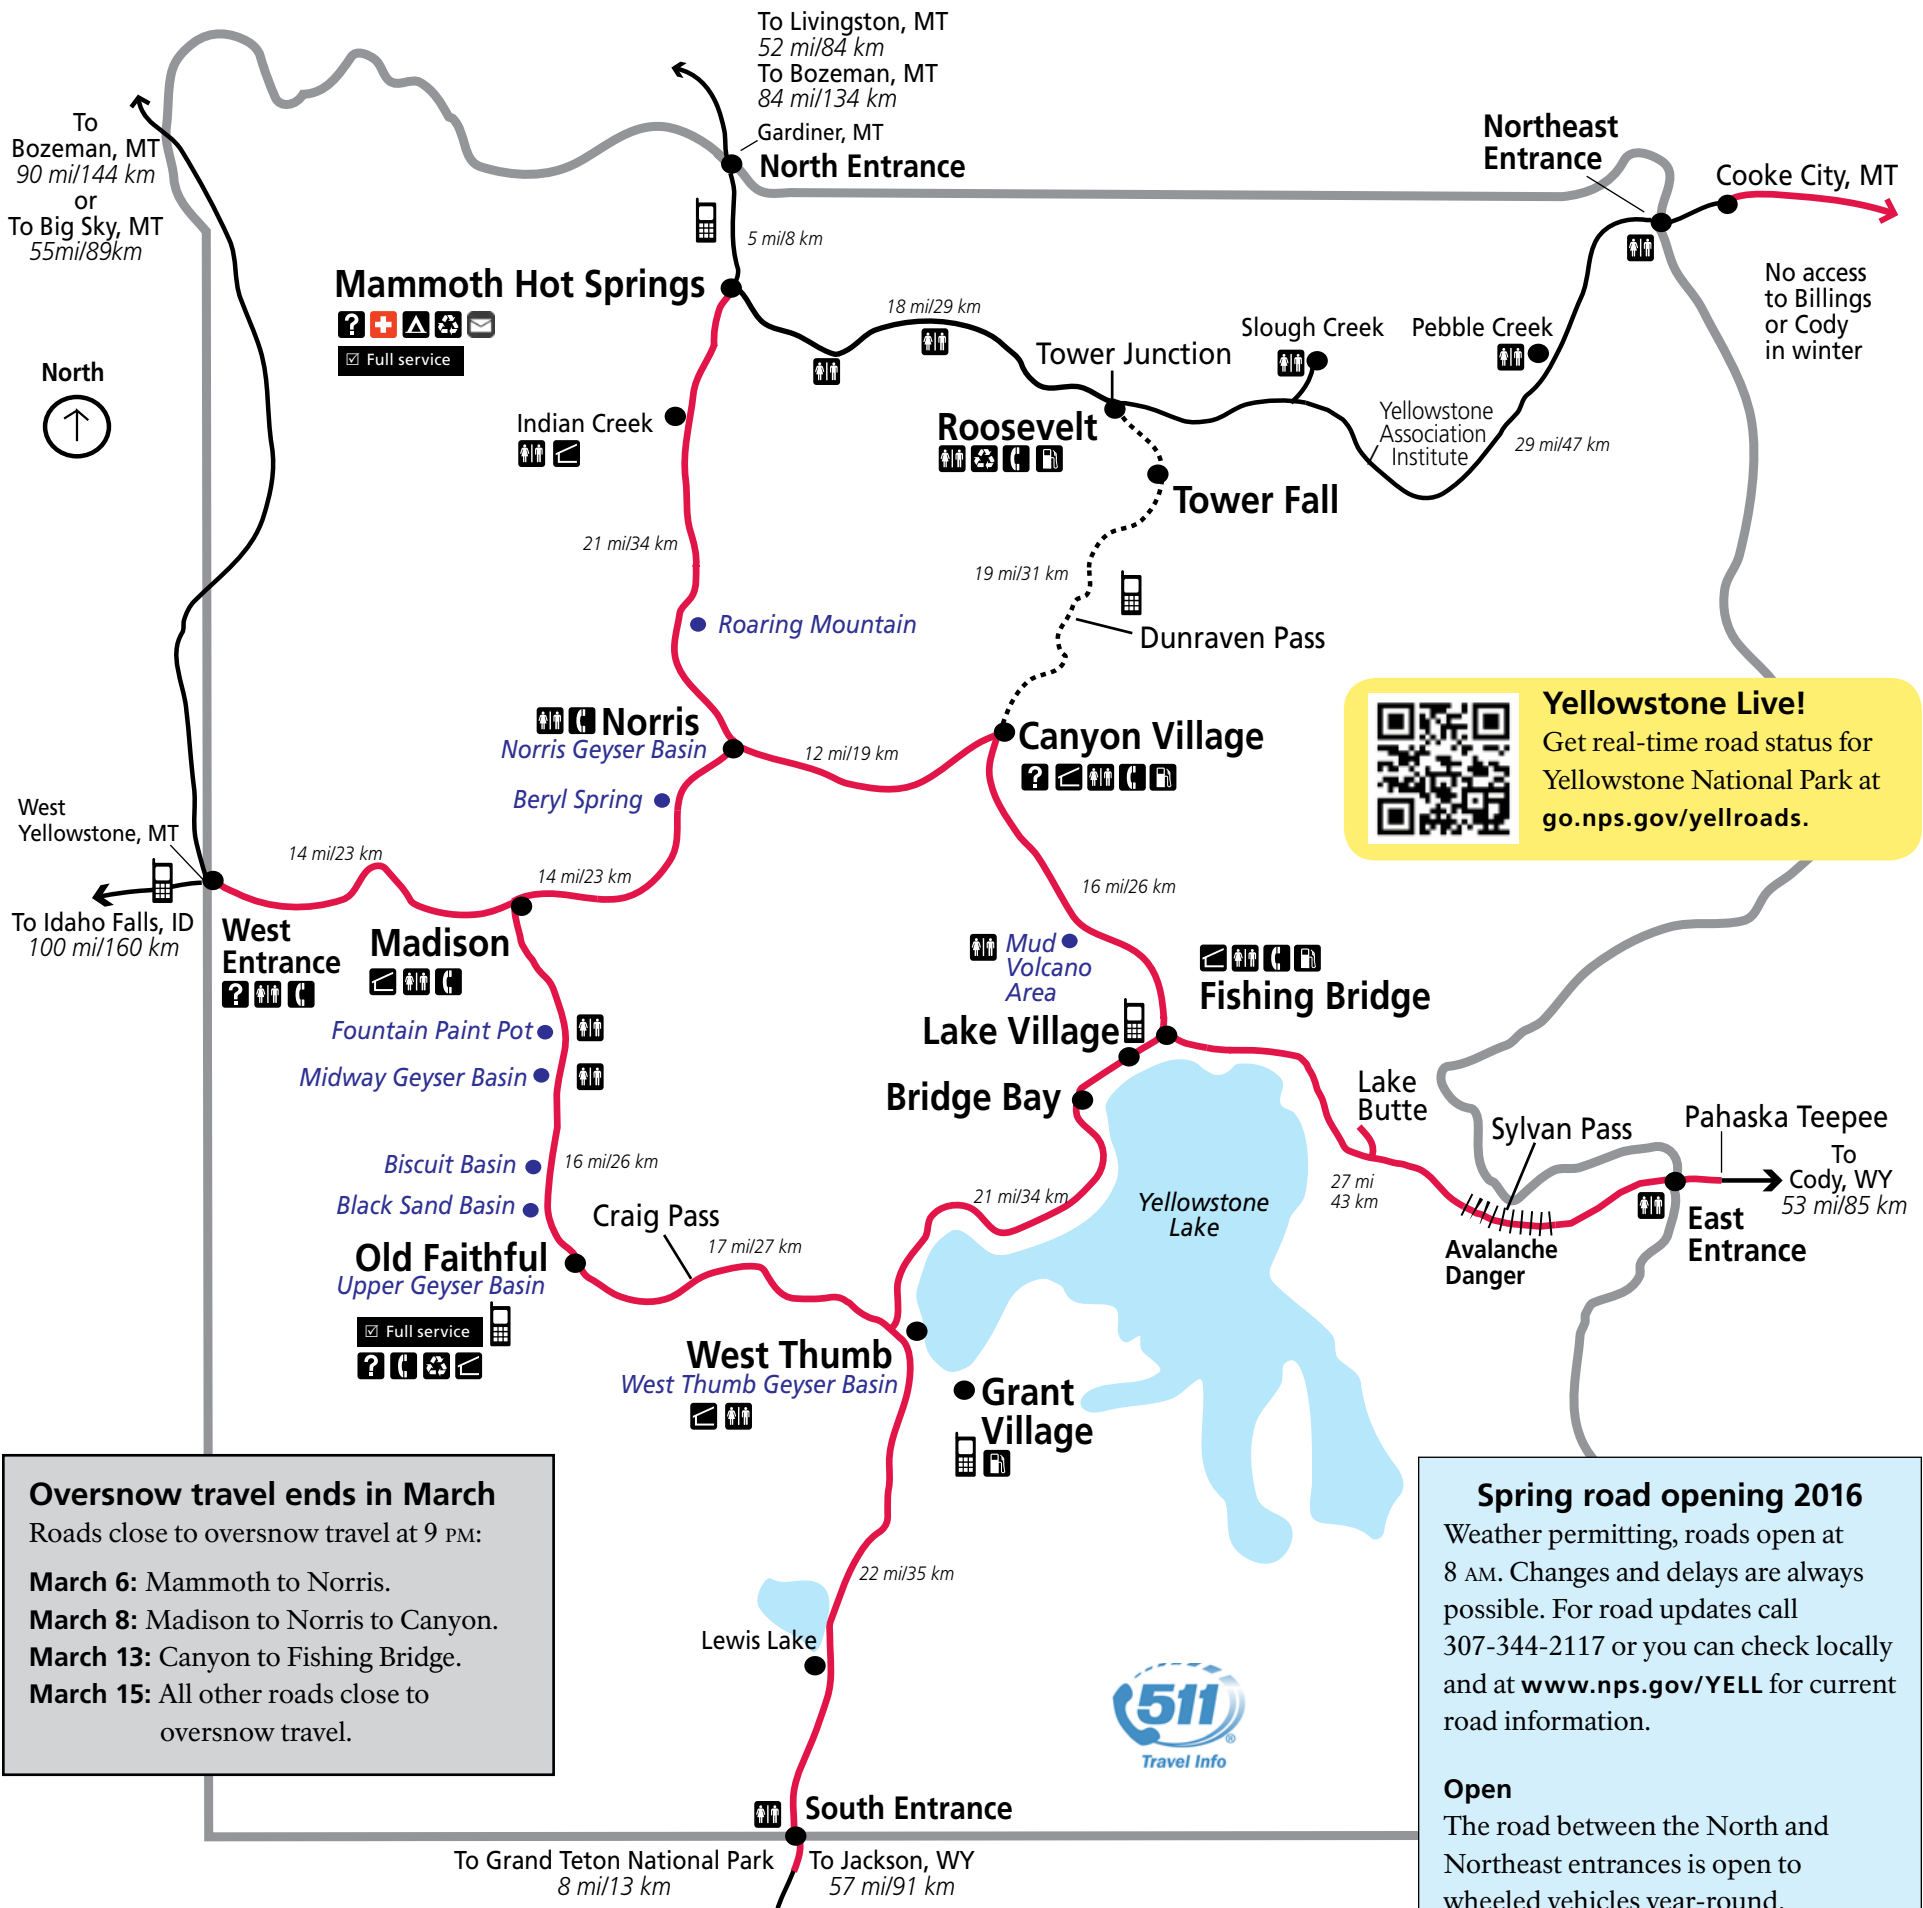 To Livingston, MT
52 mi/84 km
To Bozeman, MT
84 mi/134 km
Gardiner, MT
North Entrance
To
Bozeman, MT
90 mi/144 km
or
To Big Sky, MT
55mi/89km
Northeast
Entrance
Cooke City, MT
No access
to Billings
or Cody
in winter
5 mi/8 km
Mammoth Hot Springs
?
☑ Full service
18 mi/29 km
Tower Junction
Slough Creek
Pebble Creek
North
Indian Creek
Roosevelt
Yellowstone
Association
Institute
29 mi/47 km
Tower Fall
21 mi/34 km
19 mi/31 km
Roaring Mountain
Dunraven Pass
Norris
Norris Geyser Basin
12 mi/19 km
Canyon Village
?
Beryl Spring
Yellowstone Live!
Get real-time road status for
Yellowstone National Park at
go.nps.gov/yellroads.
West
Yellowstone, MT
14 mi/23 km
14 mi/23 km
16 mi/26 km
To Idaho Falls, ID
100 mi/160 km
West
Entrance
?
Madison
Mud
Volcano
Area
Fishing Bridge
Fountain Paint Pot
Lake Village
Midway Geyser Basin
Bridge Bay
Lake
Butte
Sylvan Pass
Pahaska Teepee
To
Cody, WY
53 mi/85 km
Biscuit Basin
16 mi/26 km
Black Sand Basin
21 mi/34 km
Yellowstone
Lake
27 mi
43 km
Avalanche
Danger
East
Entrance
Craig Pass
17 mi/27 km
Old Faithful
Upper Geyser Basin
☑ Full service
?
West Thumb
West Thumb Geyser Basin
Grant
Village
Oversnow travel ends in March
Roads close to oversnow travel at 9 PM:
March 6: Mammoth to Norris.
March 8: Madison to Norris to Canyon.
March 13: Canyon to Fishing Bridge.
March 15: All other roads close to
oversnow travel.
22 mi/35 km
Lewis Lake
511®
Travel Info
South Entrance
To Grand Teton National Park
8 mi/13 km
To Jackson, WY
57 mi/91 km
Spring road opening 2016
Weather permitting, roads open at
8 AM. Changes and delays are always
possible. For road updates call
307-344-2117 or you can check locally
and at www.nps.gov/YELL for current
road information.
Open
The road between the North and
Northeast entrances is open to
wheeled vehicles year-round.